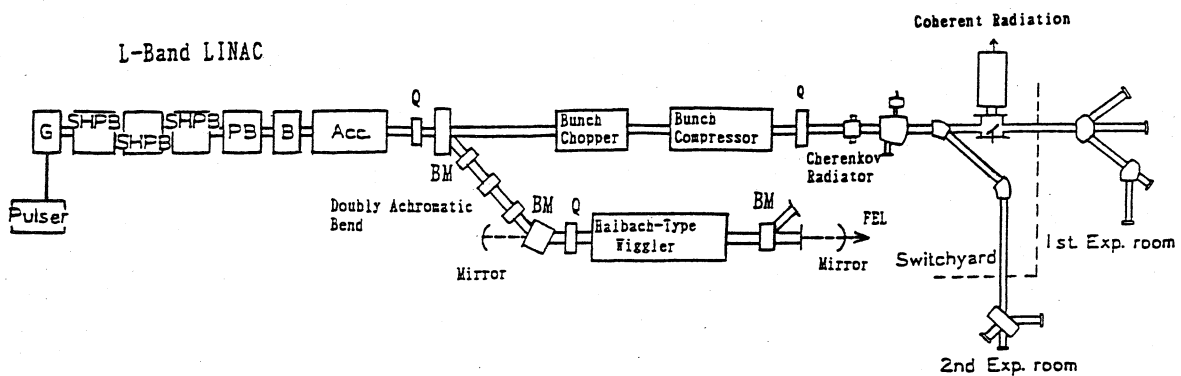 Coherent Radiation
L-Band LINAC
G
SHPB
SHPB
SHPB
PB
B
Acc.
Q
Bunch
Chopper
Bunch
Compressor
Q
Cherenkov
Radiator
Pulser
BM
Doubly Achromatic
Bend
BM
Q
Halbach-Type
Wiggler
BM
FEL
Mirror
Mirror
Switchyard
1st Exp. room
2nd Exp. room